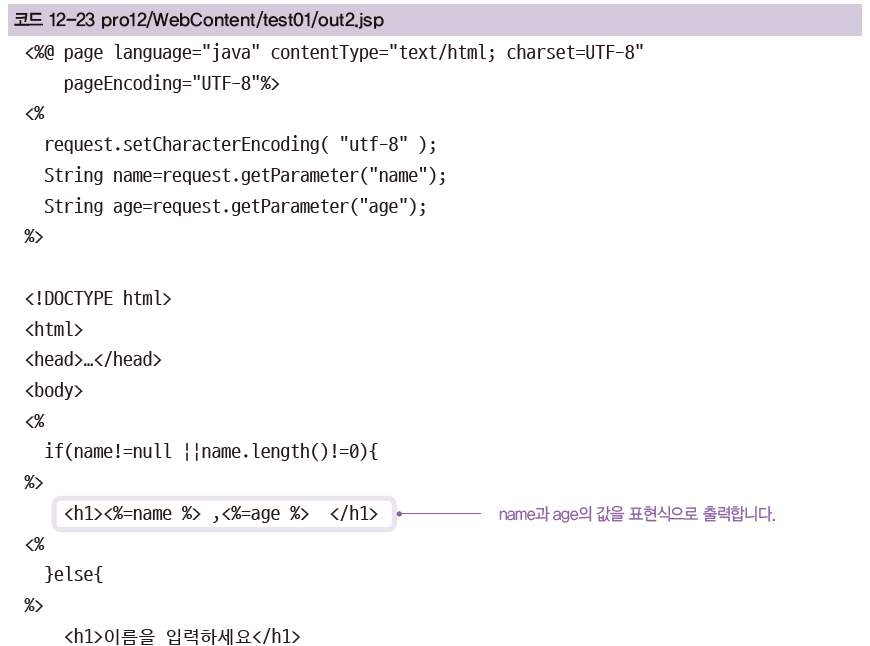 코드 12-23 pro12/WebContent/test01/out2.jsp
<%@ page language="java" contentType="text/html; charset=UTF-8"
    pageEncoding="UTF-8"%>
<%
  request.setCharacterEncoding( "utf-8" );
  String name=request.getParameter("name");
  String age=request.getParameter("age");
%>
<!DOCTYPE html>
<html>
<head>…</head>
<body>
<%
  if(name!=null ||name.length()!=0){
%>
    <h1><%=name %> ,<%=age %>  </h1> name과 age의 값을 표현식으로 출력합니다.
<%
  }else{
%>
    <h1>이름을 입력하세요</h1>